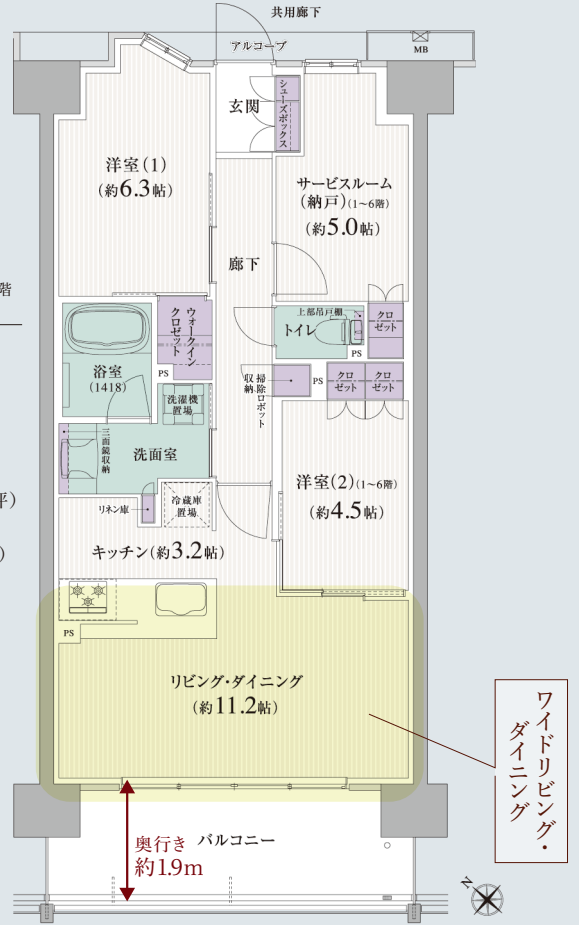 共用廊下
アルコーブ
MB
玄関
シューズボックス
洋室(1)
(約6.3帖)
サービスルーム
(納戸)(1~6階)
(約5.0帖)
廊下
階
ウォークイン
クロゼット
上部吊戸棚
トイレ
PS
クロ
ゼット
浴室
(1418)
PS
洗濯機
置場
掃除ロボット
収納
PS
クロ
ゼット
クロ
ゼット
三面鏡収納
洗面室
洋室(2)(1~6階)
(約4.5帖)
坪)
リネン庫
冷蔵庫
置場
)
キッチン(約3.2帖)
PS
リビング・ダイニング
(約11.2帖)
ワイドリビング・
ダイニング
奥行き
約1.9m
バルコニー
N